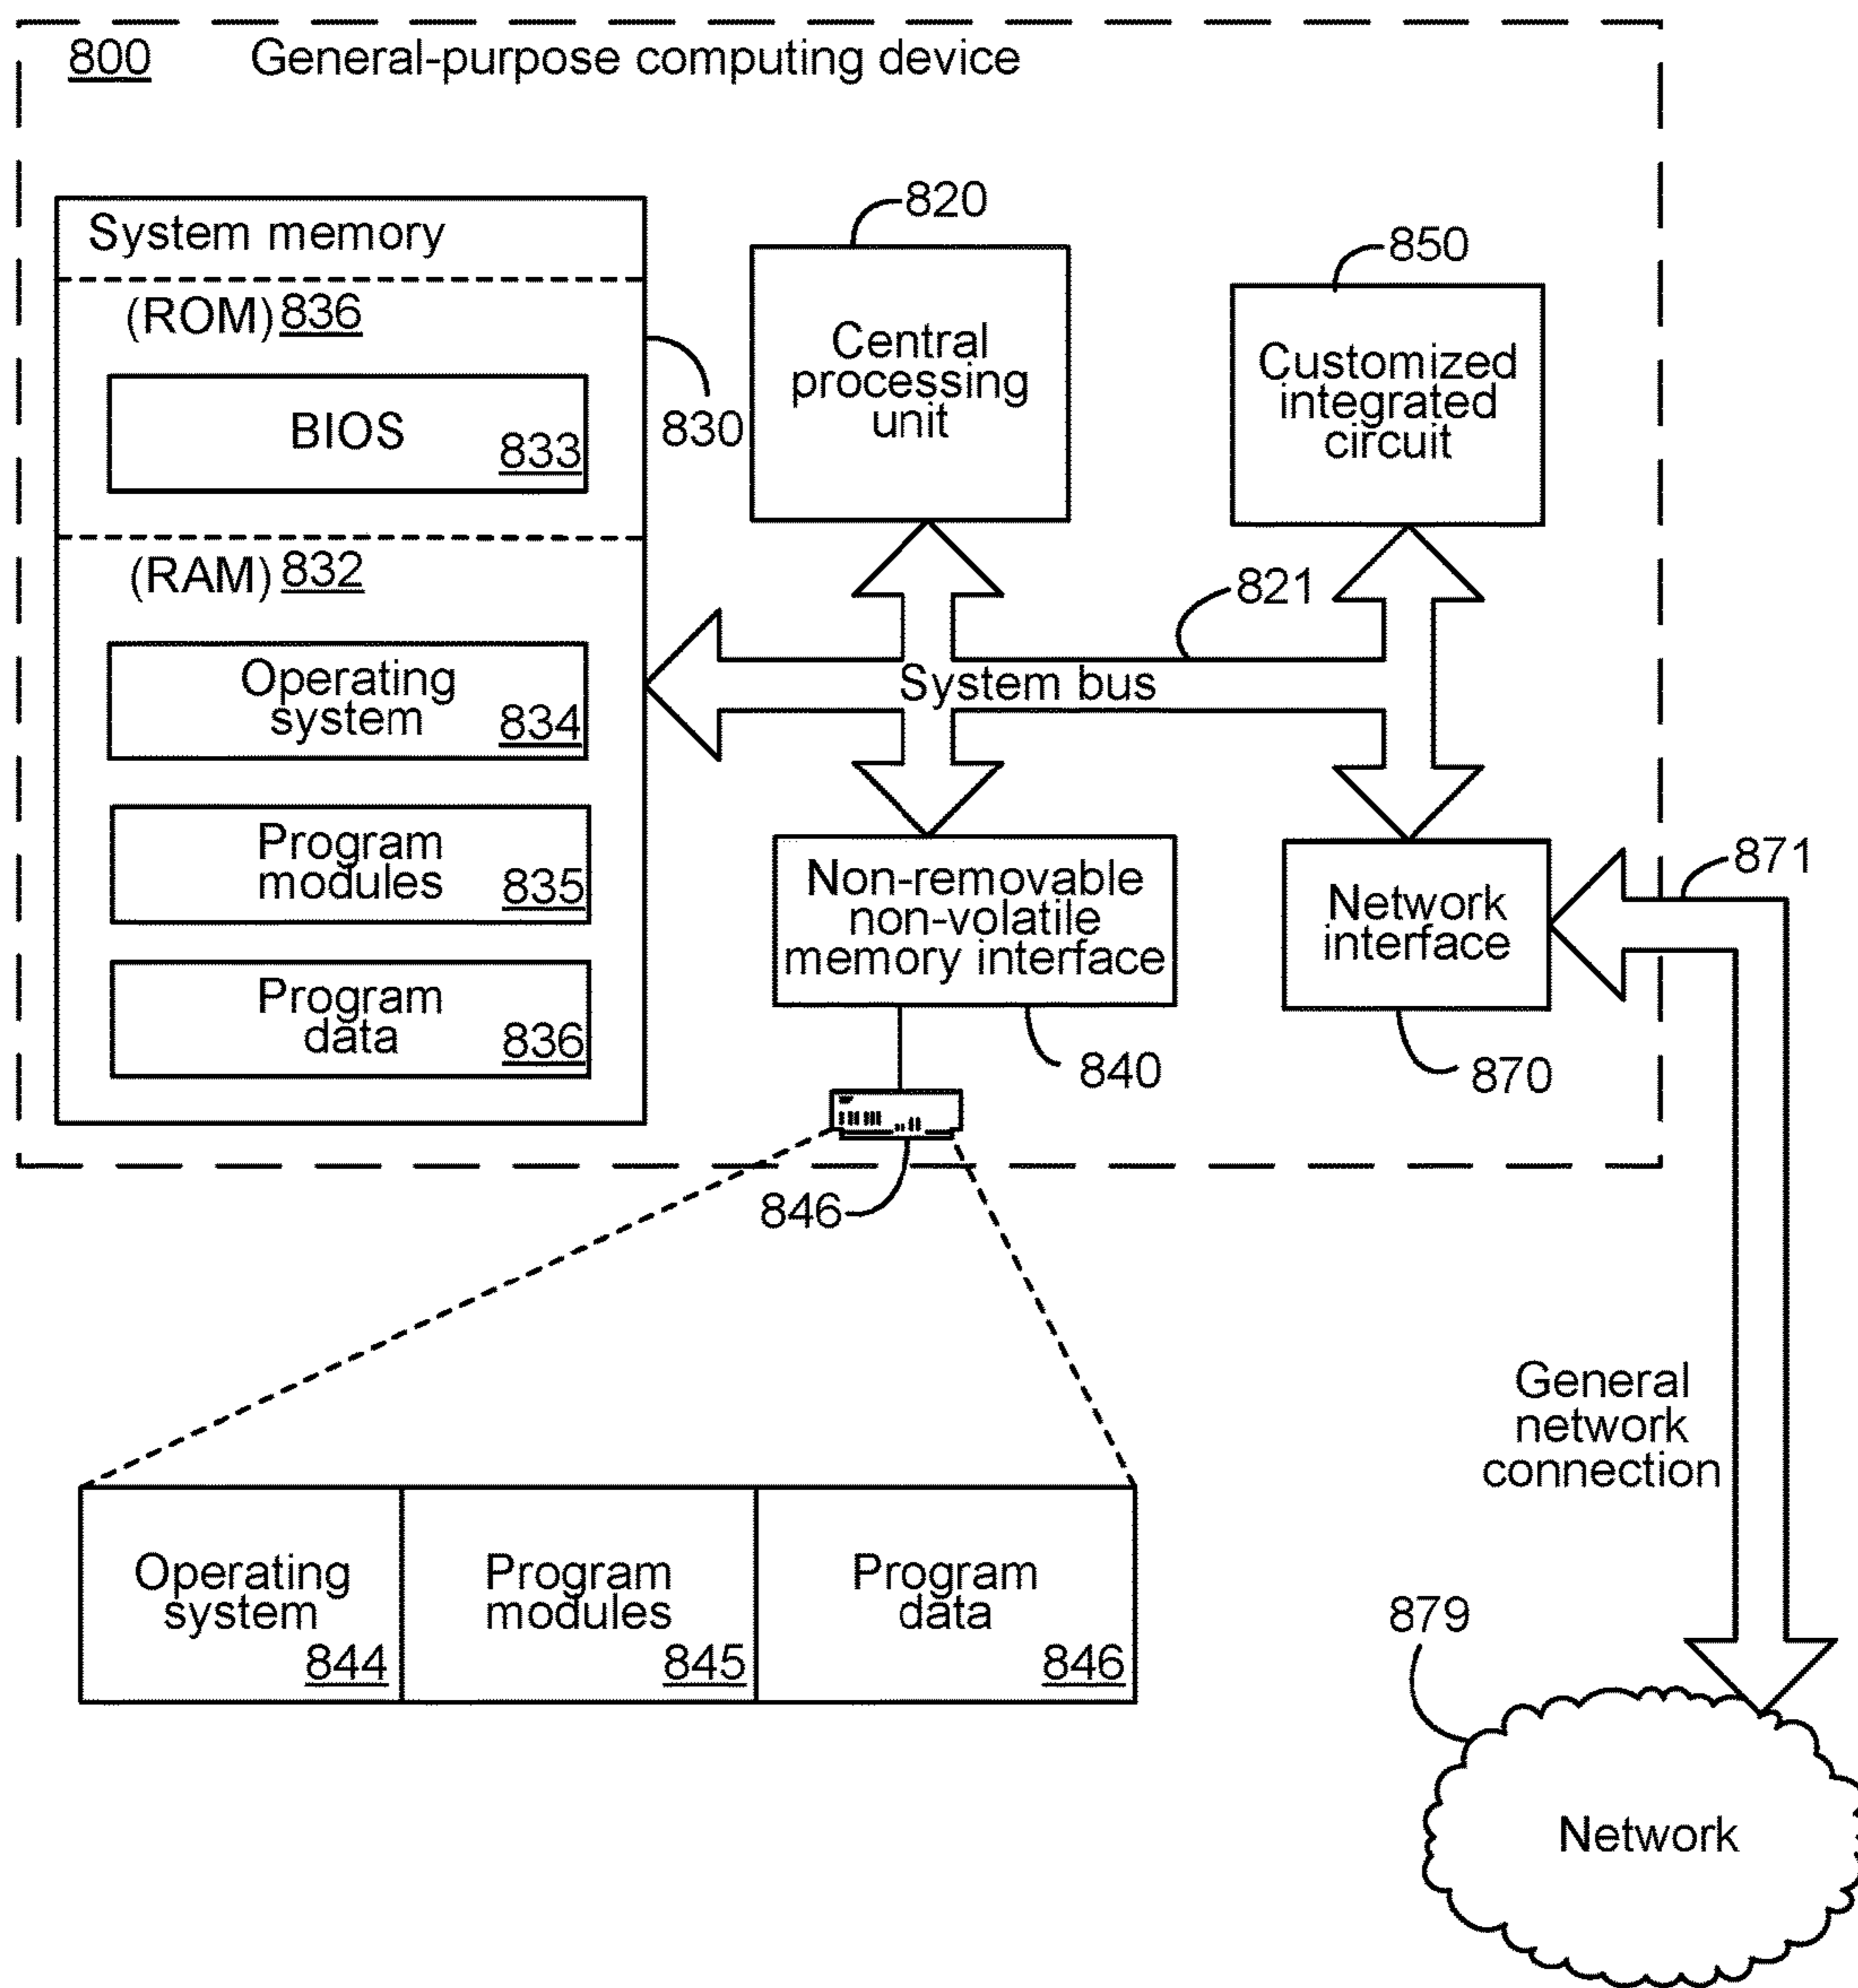 800 General-purpose computing device
System memory
(ROM) 836
BIOS
833
(RAM) 832
Operating
system
834
Program
modules
835
Program
data
836
830
820
Central
processing
unit
850
Customized
integrated
circuit
821
System bus
Non-removable
non-volatile
memory interface
840
Network
interface
870
871
846
Operating
system
844
Program
modules
845
Program
data
846
General
network
connection
879
Network